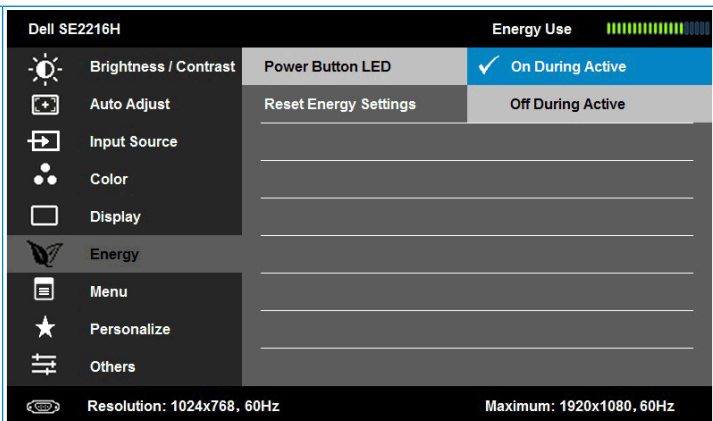 Dell SE2216H Energy Use
Brightness / Contrast Power Button LED ✓ On During Active
Auto Adjust Reset Energy Settings Off During Active
Input Source
Color
Display
Energy
Menu
Personalize
Others
Resolution: 1024x768, 60Hz Maximum: 1920x1080, 60Hz